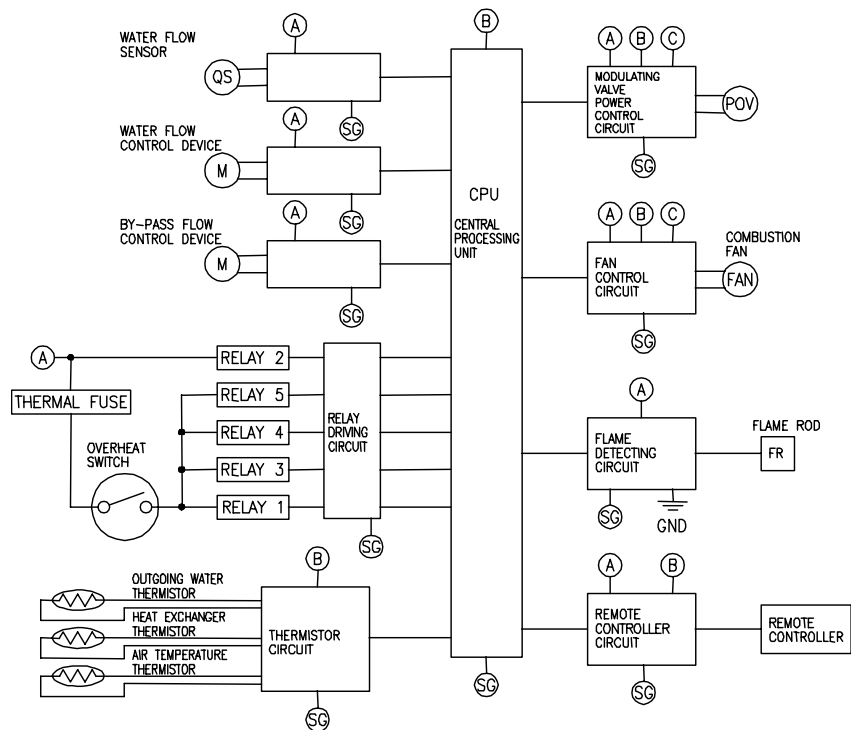 WATER FLOW
SENSOR
A
QS
SG
WATER FLOW
CONTROL DEVICE
A
M
SG
BY-PASS FLOW
CONTROL DEVICE
A
M
SG
A
THERMAL FUSE
OVERHEAT
SWITCH
RELAY 2
RELAY 5
RELAY 4
RELAY 3
RELAY 1
RELAY
DRIVING
CIRCUIT
SG
OUTGOING WATER
THERMISTOR
HEAT EXCHANGER
THERMISTOR
AIR TEMPERATURE
THERMISTOR
B
THERMISTOR
CIRCUIT
SG
B
CPU
CENTRAL
PROCESSING
UNIT
SG
A B C
MODULATING
VALVE
POWER
CONTROL
CIRCUIT
POV
SG
A B C
FAN
CONTROL
CIRCUIT
COMBUSTION
FAN
FAN
SG
A
FLAME
DETECTING
CIRCUIT
FLAME ROD
FR
SG
GND
A B
REMOTE
CONTROLLER
CIRCUIT
REMOTE
CONTROLLER
SG